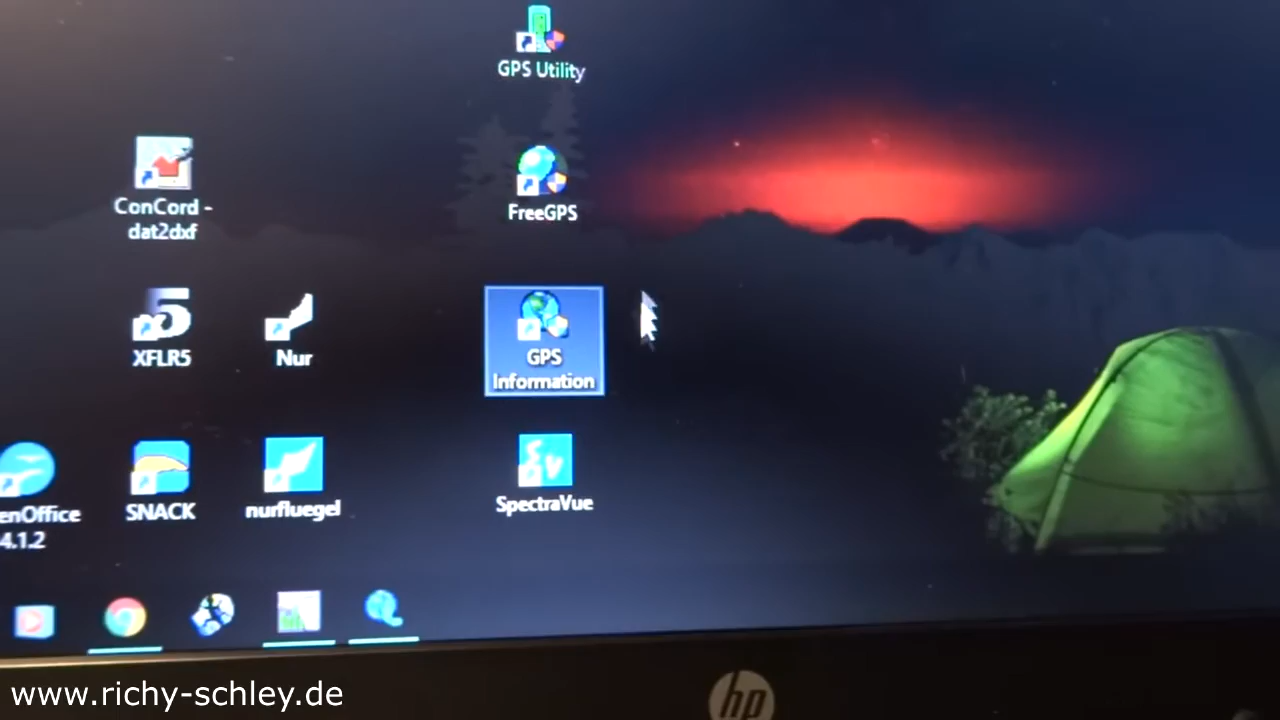 GPS Utility
ConCord -
dat2dxf
FreeGPS
XFLR5
Nur
GPS
Information
enOffice
4.1.2
SNACK
nurfluegel
SpectraVue
hp
www.richy-schley.de